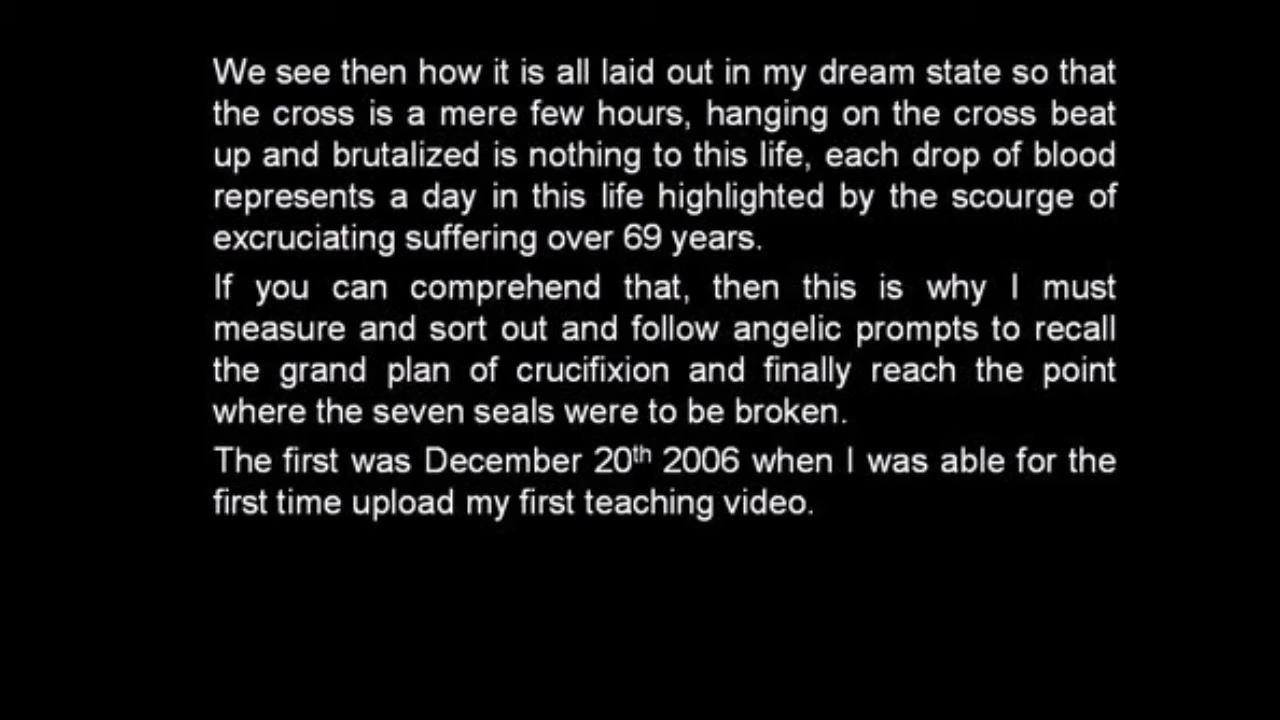 We see then how it is all laid out in my dream state so that
the cross is a mere few hours, hanging on the cross beat
up and brutalized is nothing to this life, each drop of blood
represents a day in this life highlighted by the scourge of
excruciating suffering over 69 years.
If you can comprehend that, then this is why I must
measure and sort out and follow angelic prompts to recall
the grand plan of crucifixion and finally reach the point
where the seven seals were to be broken.
The first was December 20th 2006 when I was able for the
first time upload my first teaching video.